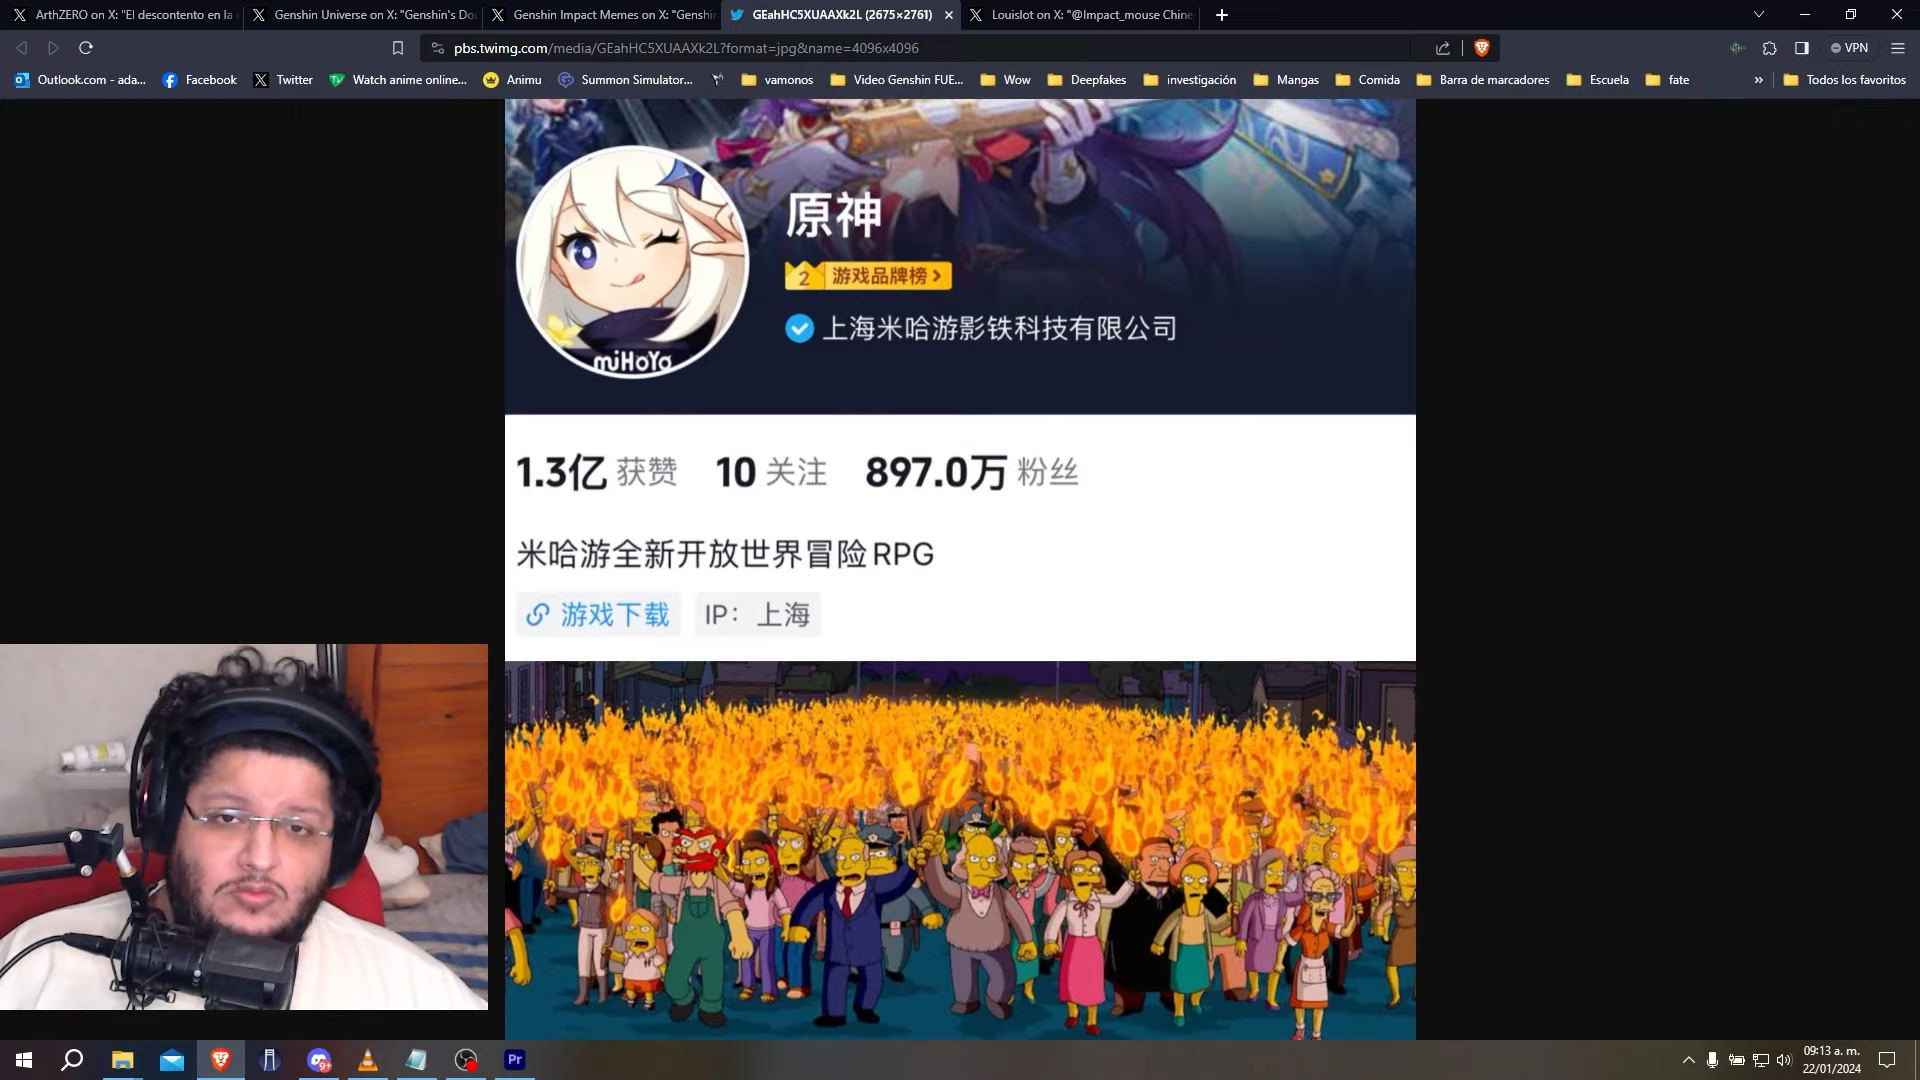 ArthZERO on X: "El descontento en la
Genshin Universe on X: "Genshin's Do
Genshin Impact Memes on X: "Genshi
GEahHC5XUAAXk2L (2675×2761)
Louislot on X: "@Impact_mouse Chine
pbs.twimg.com/media/GEahHC5XUAAXk2L?format=jpg&name=4096x4096
VPN
Outlook.com - ada...
Facebook
Twitter
Watch anime online...
Animu
Summon Simulator...
vamonos
Video Genshin FUE...
Wow
Deepfakes
investigación
Mangas
Comida
Barra de marcadores
Escuela
fate
»
Todos los favoritos
原神
2 游戏品牌榜 >
上海米哈游影铁科技有限公司
miHoYo
1.3亿 获赞 10 关注 897.0万 粉丝
米哈游全新开放世界冒险RPG
游戏下载 IP： 上海
9+
Pr
09:13 a. m.
22/01/2024